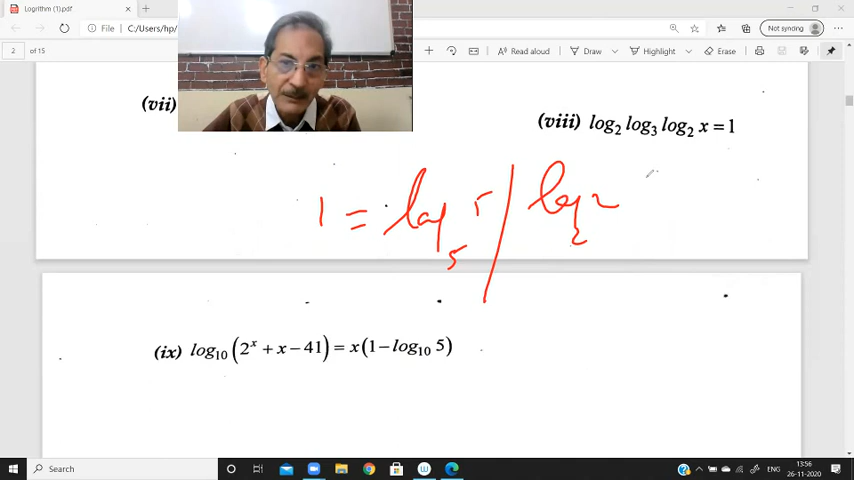 Logrithm (1).pdf
File C:/Users/hp/
Not syncing
2 of 15
Read aloud Draw Highlight Erase
(vii)
(viii) log₂ log₃ log₂ x = 1
1 = log₅ 5 | log₂ 2
(ix) log₁₀ (2ˣ + x − 41) = x(1 − log₁₀ 5)
Search
ENG
13:56
26-11-2020